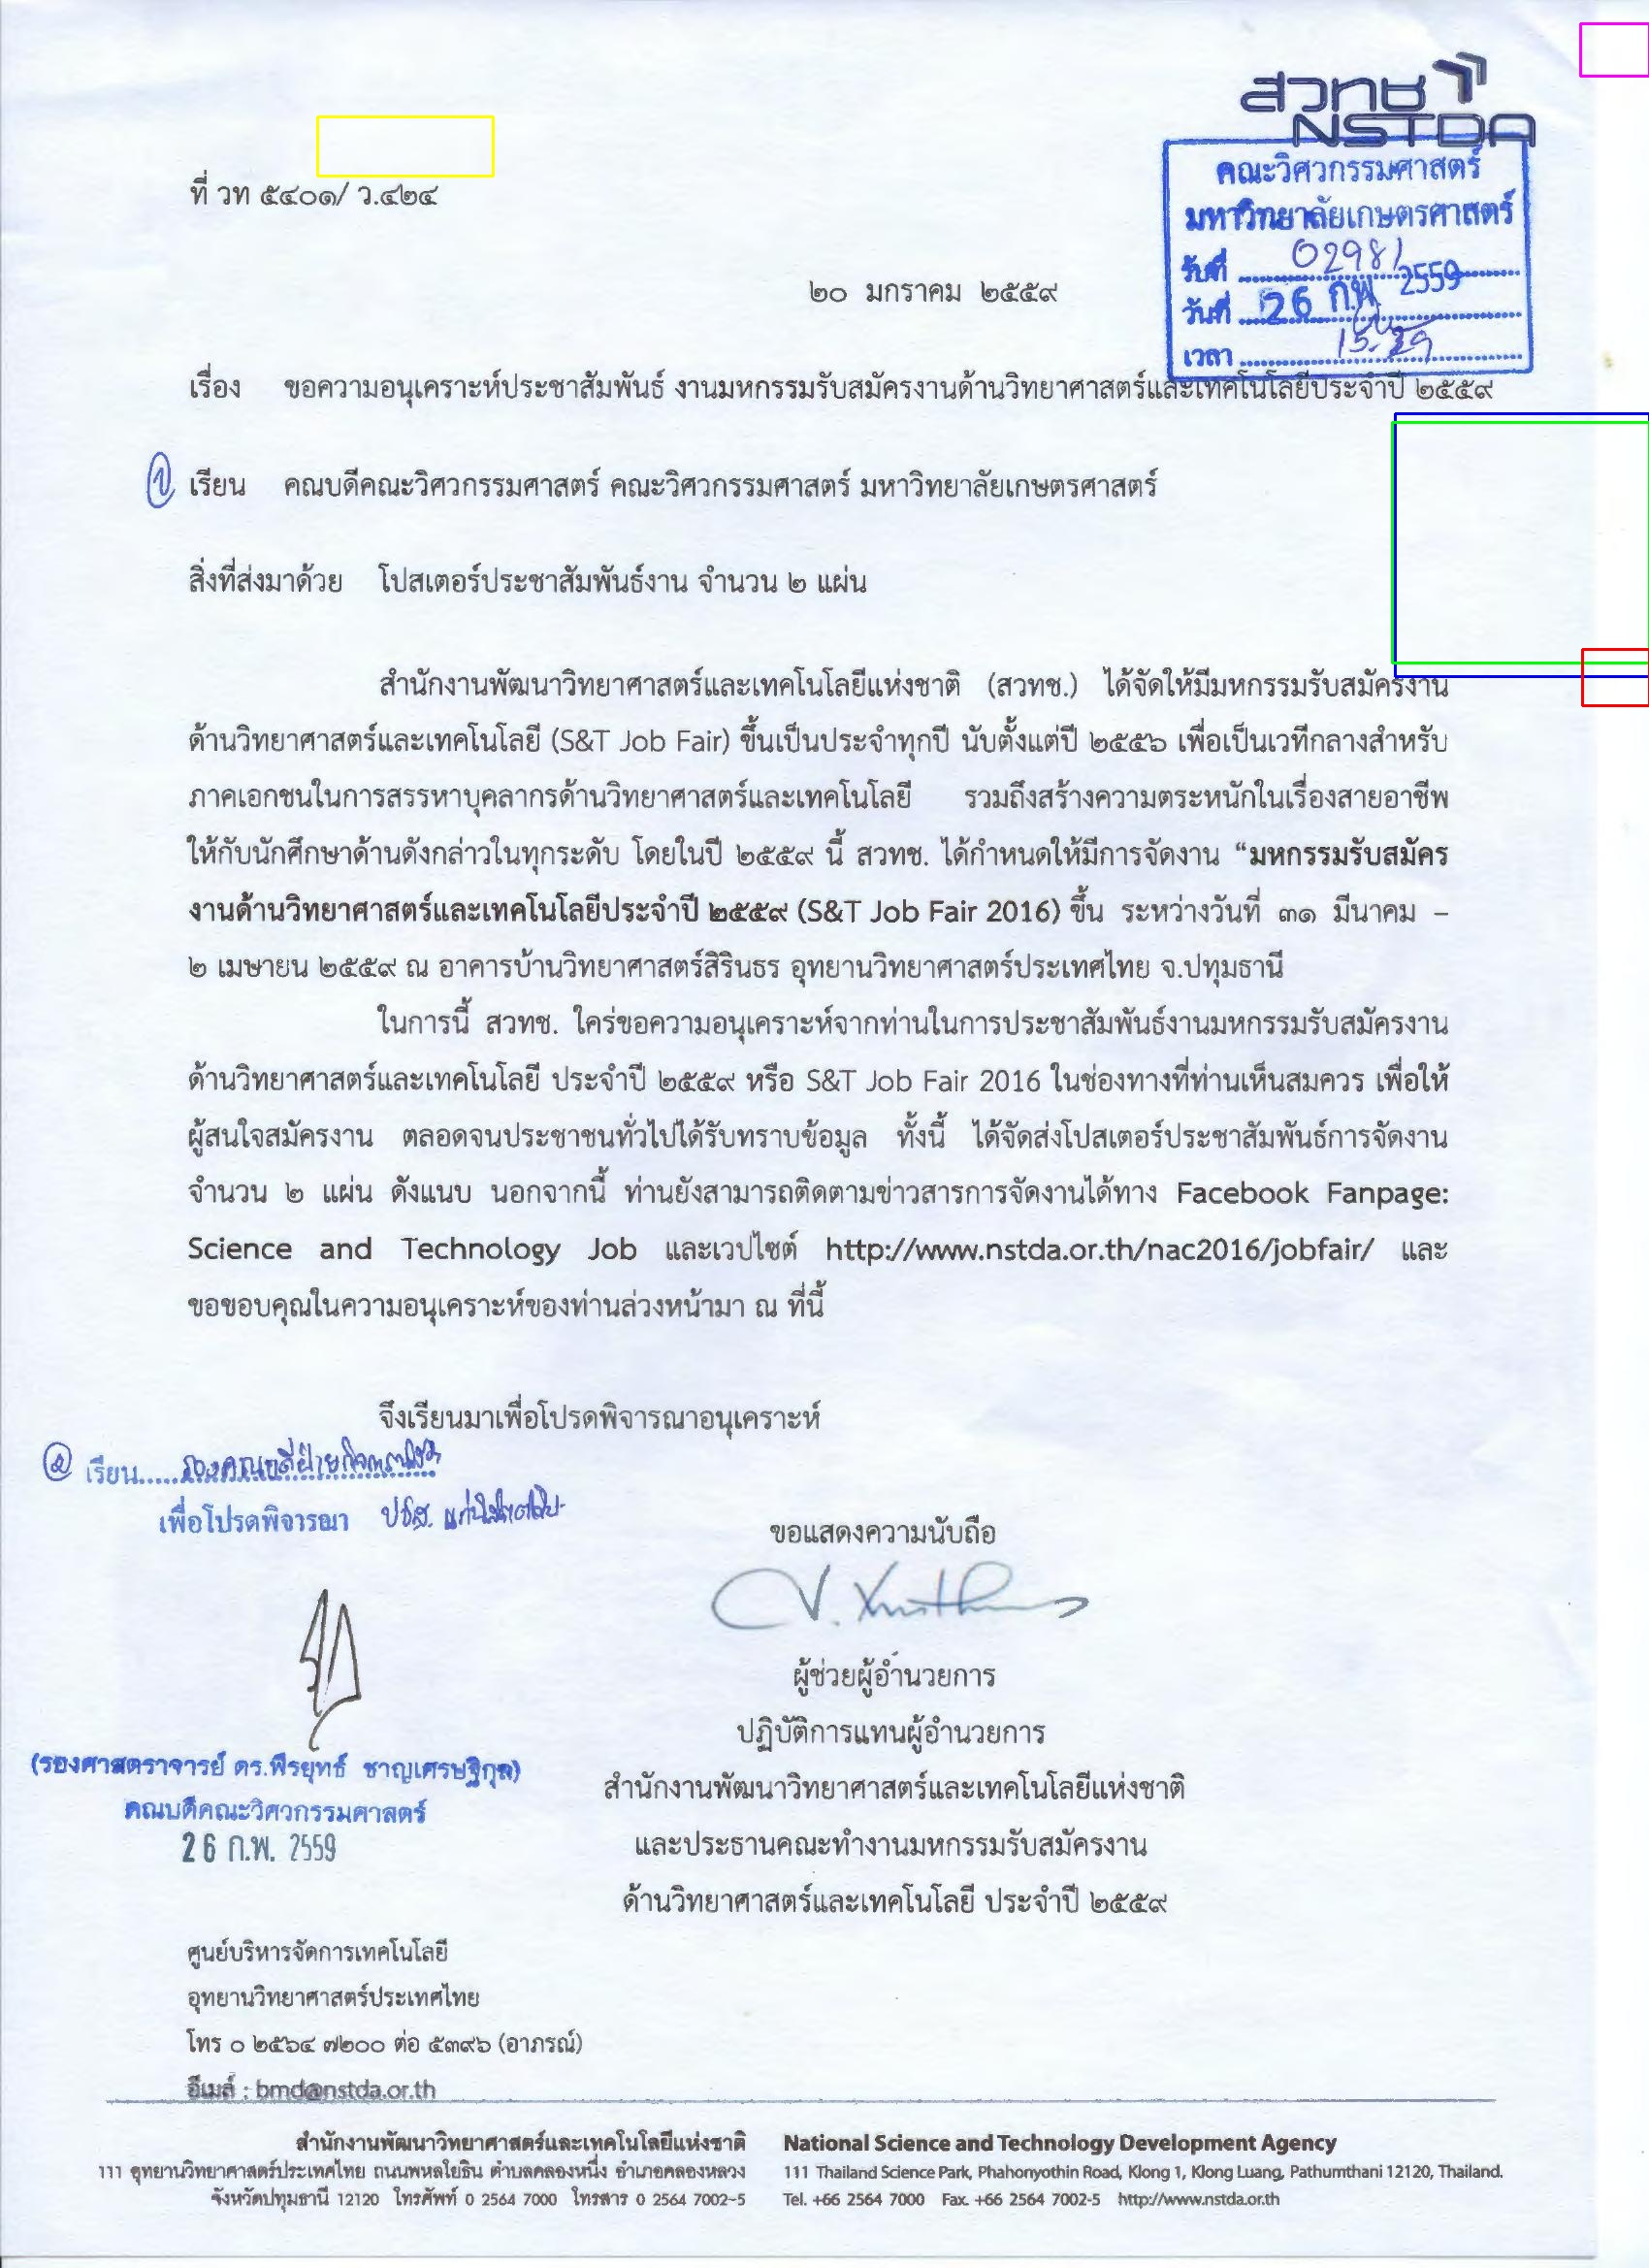 สวทช
NSTDA
ที่ วท ๕๔๐๑/ ว.๔๒๔
คณะวิศวกรรมศาสตร์
มหาวิทยาลัยเกษตรศาสตร์
รับที่ 02981
วันที่ 26 ก.พ. 2559
เวลา 15.29
๒๐ มกราคม ๒๕๕๙
เรื่อง ขอความอนุเคราะห์ประชาสัมพันธ์ งานมหกรรมรับสมัครงานด้านวิทยาศาสตร์และเทคโนโลยีประจำปี ๒๕๕๙
๑ เรียน คณบดีคณะวิศวกรรมศาสตร์ คณะวิศวกรรมศาสตร์ มหาวิทยาลัยเกษตรศาสตร์
สิ่งที่ส่งมาด้วย โปสเตอร์ประชาสัมพันธ์งาน จำนวน ๒ แผ่น
สำนักงานพัฒนาวิทยาศาสตร์และเทคโนโลยีแห่งชาติ (สวทช.) ได้จัดให้มีมหกรรมรับสมัครงาน
ด้านวิทยาศาสตร์และเทคโนโลยี (S&T Job Fair) ขึ้นเป็นประจำทุกปี นับตั้งแต่ปี ๒๕๕๖ เพื่อเป็นเวทีกลางสำหรับ
ภาคเอกชนในการสรรหาบุคลากรด้านวิทยาศาสตร์และเทคโนโลยี รวมถึงสร้างความตระหนักในเรื่องสายอาชีพ
ให้กับนักศึกษาด้านดังกล่าวในทุกระดับ โดยในปี ๒๕๕๙ นี้ สวทช. ได้กำหนดให้มีการจัดงาน “มหกรรมรับสมัคร
งานด้านวิทยาศาสตร์และเทคโนโลยีประจำปี ๒๕๕๙ (S&T Job Fair 2016) ขึ้น ระหว่างวันที่ ๓๑ มีนาคม –
๒ เมษายน ๒๕๕๙ ณ อาคารบ้านวิทยาศาสตร์สิรินธร อุทยานวิทยาศาสตร์ประเทศไทย จ.ปทุมธานี
ในการนี้ สวทช. ใคร่ขอความอนุเคราะห์จากท่านในการประชาสัมพันธ์งานมหกรรมรับสมัครงาน
ด้านวิทยาศาสตร์และเทคโนโลยี ประจำปี ๒๕๕๙ หรือ S&T Job Fair 2016 ในช่องทางที่ท่านเห็นสมควร เพื่อให้
ผู้สนใจสมัครงาน ตลอดจนประชาชนทั่วไปได้รับทราบข้อมูล ทั้งนี้ ได้จัดส่งโปสเตอร์ประชาสัมพันธ์การจัดงาน
จำนวน ๒ แผ่น ดังแนบ นอกจากนี้ ท่านยังสามารถติดตามข่าวสารการจัดงานได้ทาง Facebook Fanpage:
Science and Technology Job และเวปไซต์ http://www.nstda.or.th/nac2016/jobfair/ และ
ขอขอบคุณในความอนุเคราะห์ของท่านล่วงหน้ามา ณ ที่นี้
จึงเรียนมาเพื่อโปรดพิจารณาอนุเคราะห์
๒ เรียน รองคณบดีฝ่ายกิจการนิสิต
เพื่อโปรดพิจารณา ปชส.
ขอแสดงความนับถือ
ผู้ช่วยผู้อำนวยการ
ปฏิบัติการแทนผู้อำนวยการ
สำนักงานพัฒนาวิทยาศาสตร์และเทคโนโลยีแห่งชาติ
และประธานคณะทำงานมหกรรมรับสมัครงาน
ด้านวิทยาศาสตร์และเทคโนโลยี ประจำปี ๒๕๕๙
(รองศาสตราจารย์ ดร.พีรยุทธ์ ชาญเศรษฐิกุล)
คณบดีคณะวิศวกรรมศาสตร์
26 ก.พ. 2559
ศูนย์บริหารจัดการเทคโนโลยี
อุทยานวิทยาศาสตร์ประเทศไทย
โทร ๐ ๒๕๖๔ ๗๒๐๐ ต่อ ๕๓๙๖ (อาภรณ์)
อีเมล์ : bmd@nstda.or.th
สำนักงานพัฒนาวิทยาศาสตร์และเทคโนโลยีแห่งชาติ
111 อุทยานวิทยาศาสตร์ประเทศไทย ถนนพหลโยธิน ตำบลคลองหนึ่ง อำเภอคลองหลวง
จังหวัดปทุมธานี 12120 โทรศัพท์ 0 2564 7000 โทรสาร 0 2564 7002-5
National Science and Technology Development Agency
111 Thailand Science Park, Phahonyothin Road, Klong 1, Klong Luang, Pathumthani 12120, Thailand.
Tel. +66 2564 7000 Fax. +66 2564 7002-5 http://www.nstda.or.th